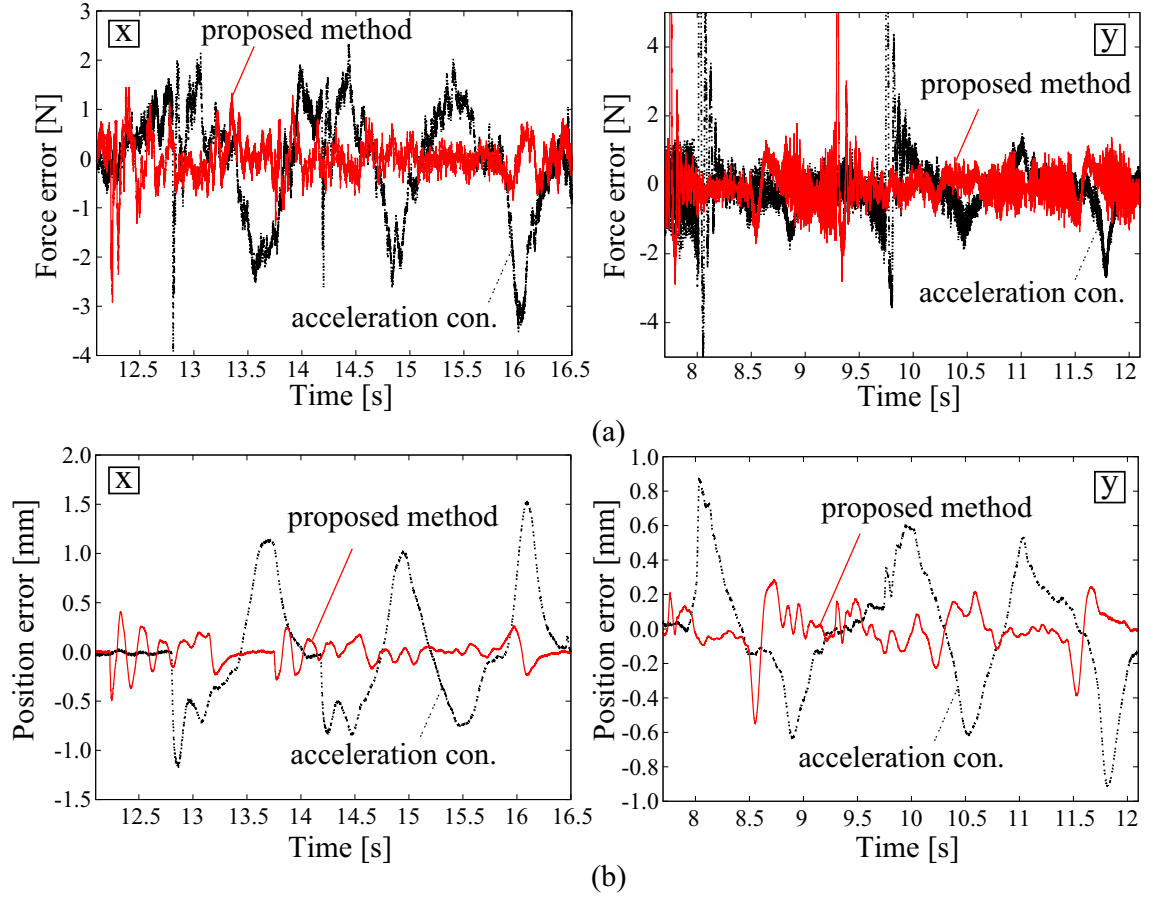 x
proposed method
acceleration con.
Force error [N]
3
2
1
0
-1
-2
-3
-4
12.5 13 13.5 14 14.5 15 15.5 16 16.5
Time [s]
y
proposed method
acceleration con.
Force error [N]
4
2
0
-2
-4
8 8.5 9 9.5 10 10.5 11 11.5 12
Time [s]
(a)
x
proposed method
acceleration con.
Position error [mm]
2.0
1.5
1.0
0.5
0.0
-0.5
-1.0
-1.5
12.5 13 13.5 14 14.5 15 15.5 16 16.5
Time [s]
y
proposed method
acceleration con.
Position error [mm]
1.0
0.8
0.6
0.4
0.2
0.0
-0.2
-0.4
-0.6
-0.8
-1.0
8 8.5 9 9.5 10 10.5 11 11.5 12
Time [s]
(b)